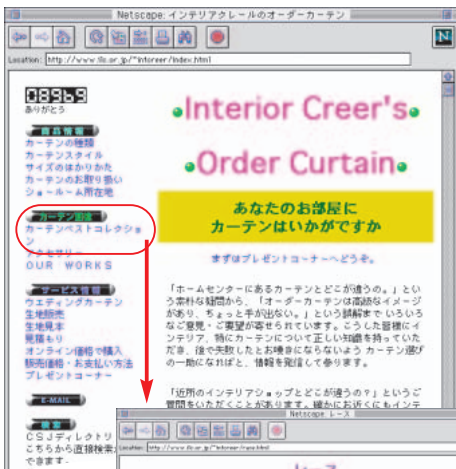 Netscape: インテリアクレールのオーダーカーテン
N
Location: http://www.
/index.html
ありがとう
商品情報
カーテンの種類
カーテンスタイル
サイズのはかりかた
カーテンのお取り扱い
ショールーム所在地
カーテン
カーテンベストコレクショ
ン
アクセサリー
OUR WORKS
サービス情報
ウエディングカーテン
生地販売
生地見本
見積もり
オンライン価格で購入
販売価格・お支払い方法
プレゼントコーナー
E-MAIL
検索
CSJディレクトリ
こちらから直接検索
できます.
●Interior Creer's●
●Order Curtain●
あなたのお部屋に
カーテンはいかがですか
まずはプレゼントコーナーへどうぞ。
「ホームセンターにあるカーテンとどこが違うの。」とい
う素朴な疑問から、「オーダーカーテンは高級なイメージ
があり、ちょっと手が出ない。」という誤解まで いろいろ
なご意見・ご要望が寄せられています。こうした皆様にイ
ンテリア、特にカーテンについて正しい知識を持っていた
だき、後で失敗したとお嘆きにならないよう カーテン選び
の一助になればと、情報を発信して参ります。
「近所のインテリアショップとどこが違うの？」というご
質問をいただくことがあります。確かにお近くにもインテ
Netscape: レース
Location: http://www.
レース